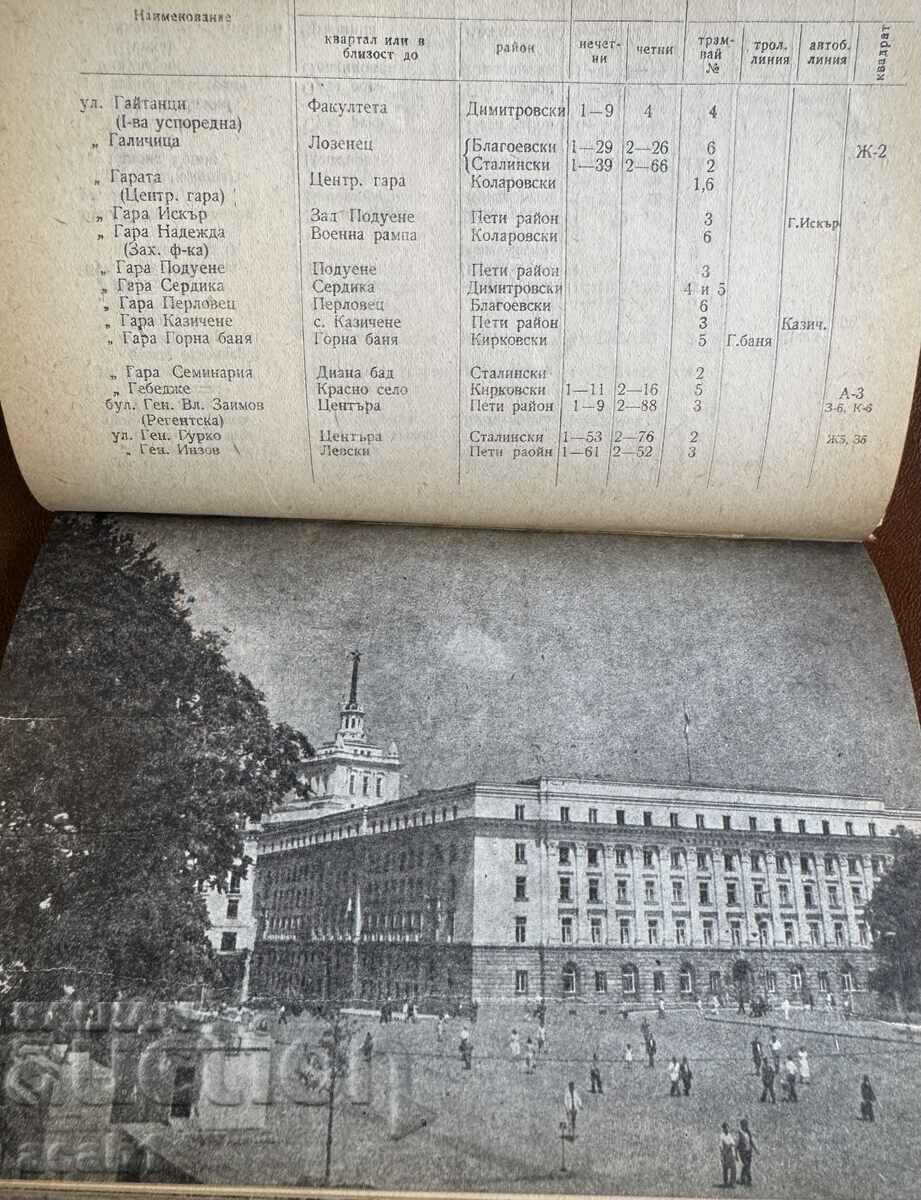 Наименование
квартал или в близост до
район
нечет-ни
четни
трам-вай №
трол. линия
автоб. линия
квадрат
ул. Гайтанци Факултета Димитровски 1—9 4 4
(I-ва успоредна)
„ Галичица Лозенец {Благоевски 1—29 2—26 6 Ж-2
{Сталински 1—39 2—66 2
„ Гарата Центр. гара Коларовски 1,6
(Центр. гара)
„ Гара Искър Зад Подуене Пети район 3 Г.Искър
„ Гара Надежда Военна рампа Коларовски 6
(Зах. ф-ка)
„ Гара Подуене Подуене Пети район 3
„ Гара Сердика Сердика Димитровски 4 и 5
„ Гара Перловец Перловец Благоевски 6
„ Гара Казичене с. Казичене Пети район 3 Казич.
„ Гара Горна баня Горна баня Кирковски 5 Г.баня
„ Гара Семинария Диана бад Сталински 2
„ Гебедже Красно село Кирковски 1—11 2—16 5 А-3
бул. Ген. Вл. Заимов Центъра Пети район 1—9 2—88 3 З-6, К-6
(Регентска)
ул. Ген. Гурко Центъра Сталински 1—53 2—76 2 Ж5, З5
„ Ген. Инзов Левски Пети раойн 1—61 2—52 3
auction